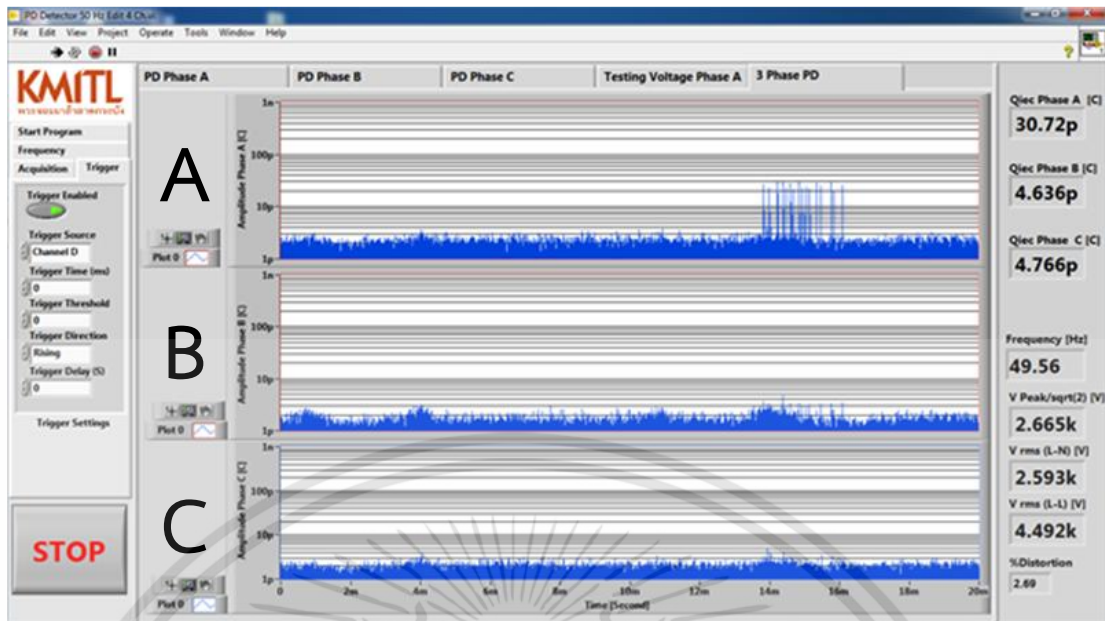 PD Detector 50 Hz Edit 4
File Edit View Project Operate Tools Window Help
KMITL
Start Program
Frequency
Acquisition Trigger
Trigger Enabled
Trigger Source
Channel D
Trigger Time (ms)
0
Trigger Threshold
0
Trigger Direction
Rising
Trigger Delay (S)
0
Trigger Settings
STOP
PD Phase A PD Phase B PD Phase C Testing Voltage Phase A 3 Phase PD
A
Plot 0
Amplitude Phase A [C]
1n
100p
10p
1p
B
Plot 0
Amplitude Phase B [C]
1n
100p
10p
1p
C
Plot 0
Amplitude Phase C [C]
1n
100p
10p
1p
0 2m 4m 6m 8m 10m 12m 14m 16m 18m 20m
Time [Second]
Qiec Phase A [C]
30.72p
Qiec Phase B [C]
4.636p
Qiec Phase C [C]
4.766p
Frequency [Hz]
49.56
V Peak/sqrt(2) [V]
2.665k
V rms (L-N) [V]
2.593k
V rms (L-L) [V]
4.492k
%Distortion
2.69